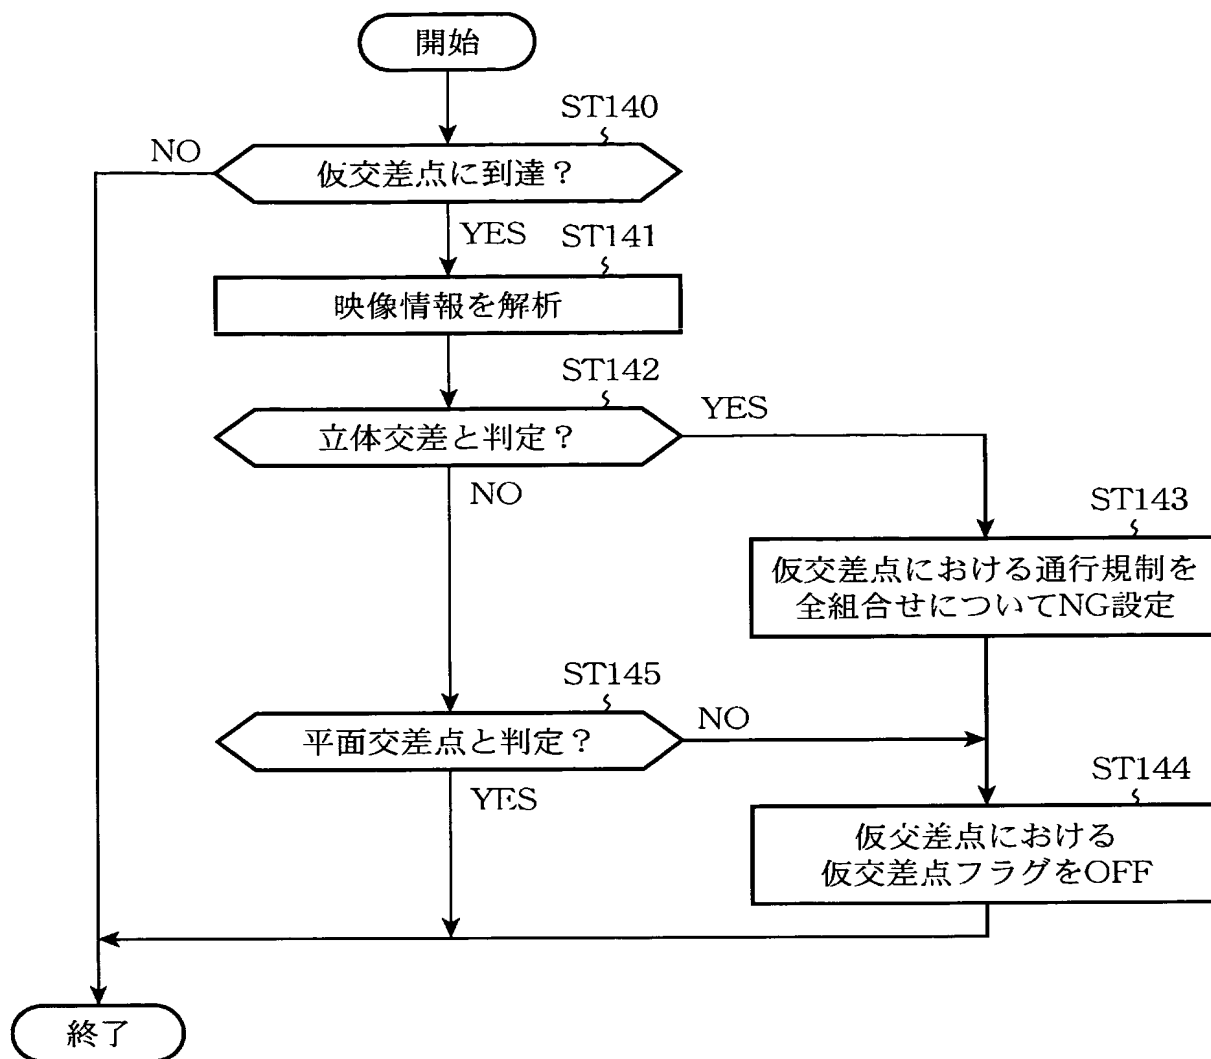 開始
ST140
NO
仮交差点に到達？
YES
ST141
映像情報を解析
ST142
立体交差と判定？
YES
NO
ST143
仮交差点における通行規制を
全組合せについてNG設定
ST145
平面交差点と判定？
NO
YES
ST144
仮交差点における
仮交差点フラグをOFF
終了